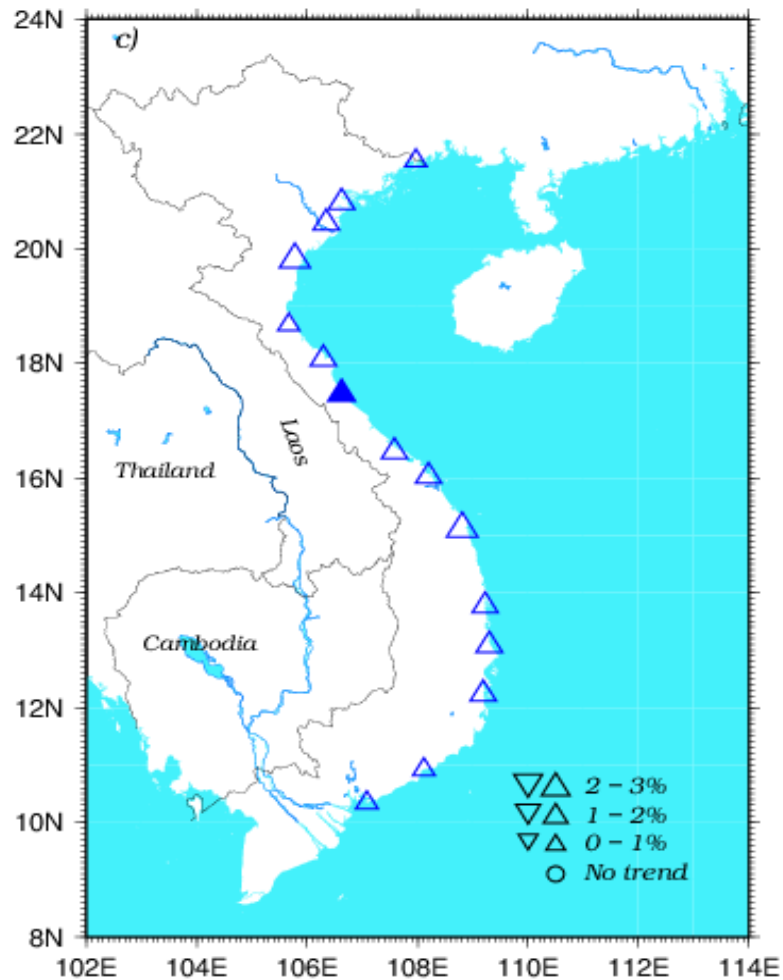 24N
c)
22N
20N
18N
Laos
Thailand
16N
14N
Cambodia
12N
2 – 3%
1 – 2%
10N
0 – 1%
No trend
8N
102E 104E 106E 108E 110E 112E 114E